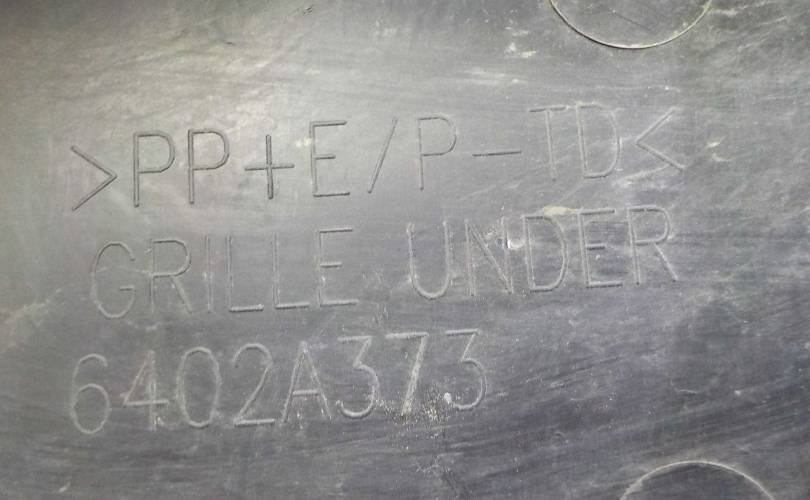 >PP+E/P-TD<
GRILLE UNDER
6402A373